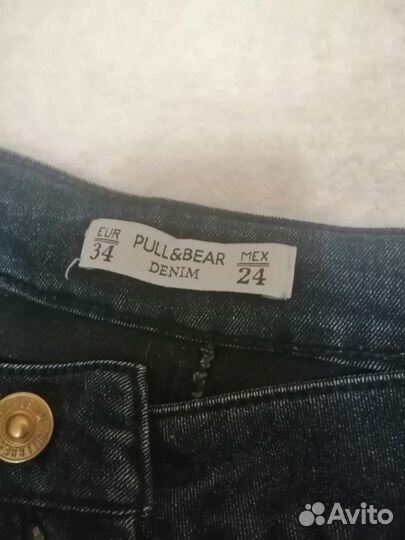 EUR
34
PULL&BEAR
DENIM
MEX
24
Avito